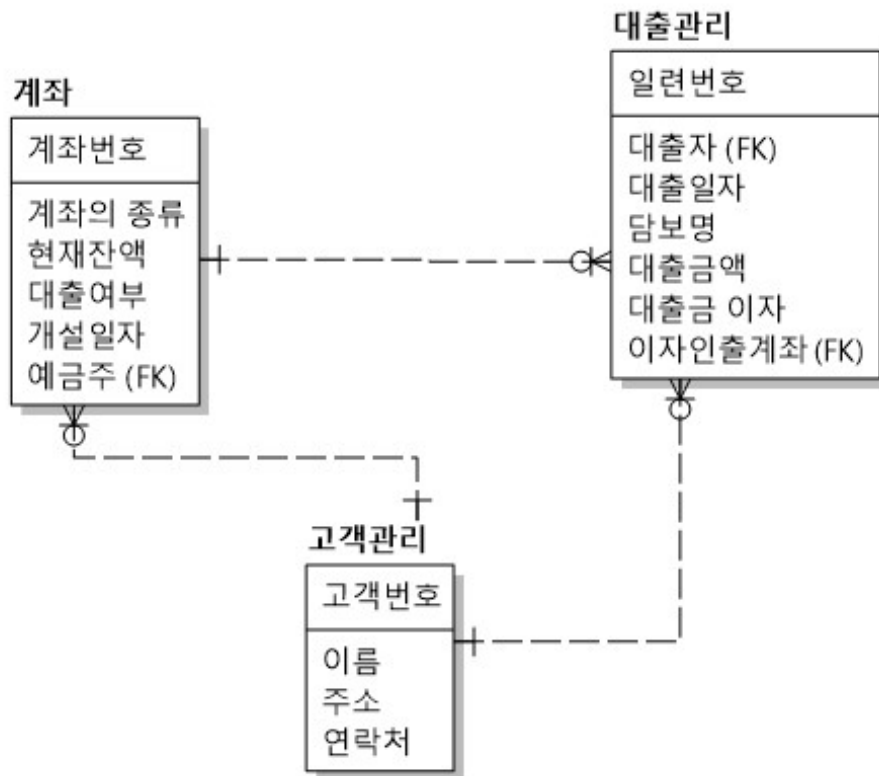 계좌
계좌번호
계좌의 종류
현재잔액
대출여부
개설일자
예금주 (FK)
대출관리
일련번호
대출자 (FK)
대출일자
담보명
대출금액
대출금 이자
이자인출계좌 (FK)
고객관리
고객번호
이름
주소
연락처